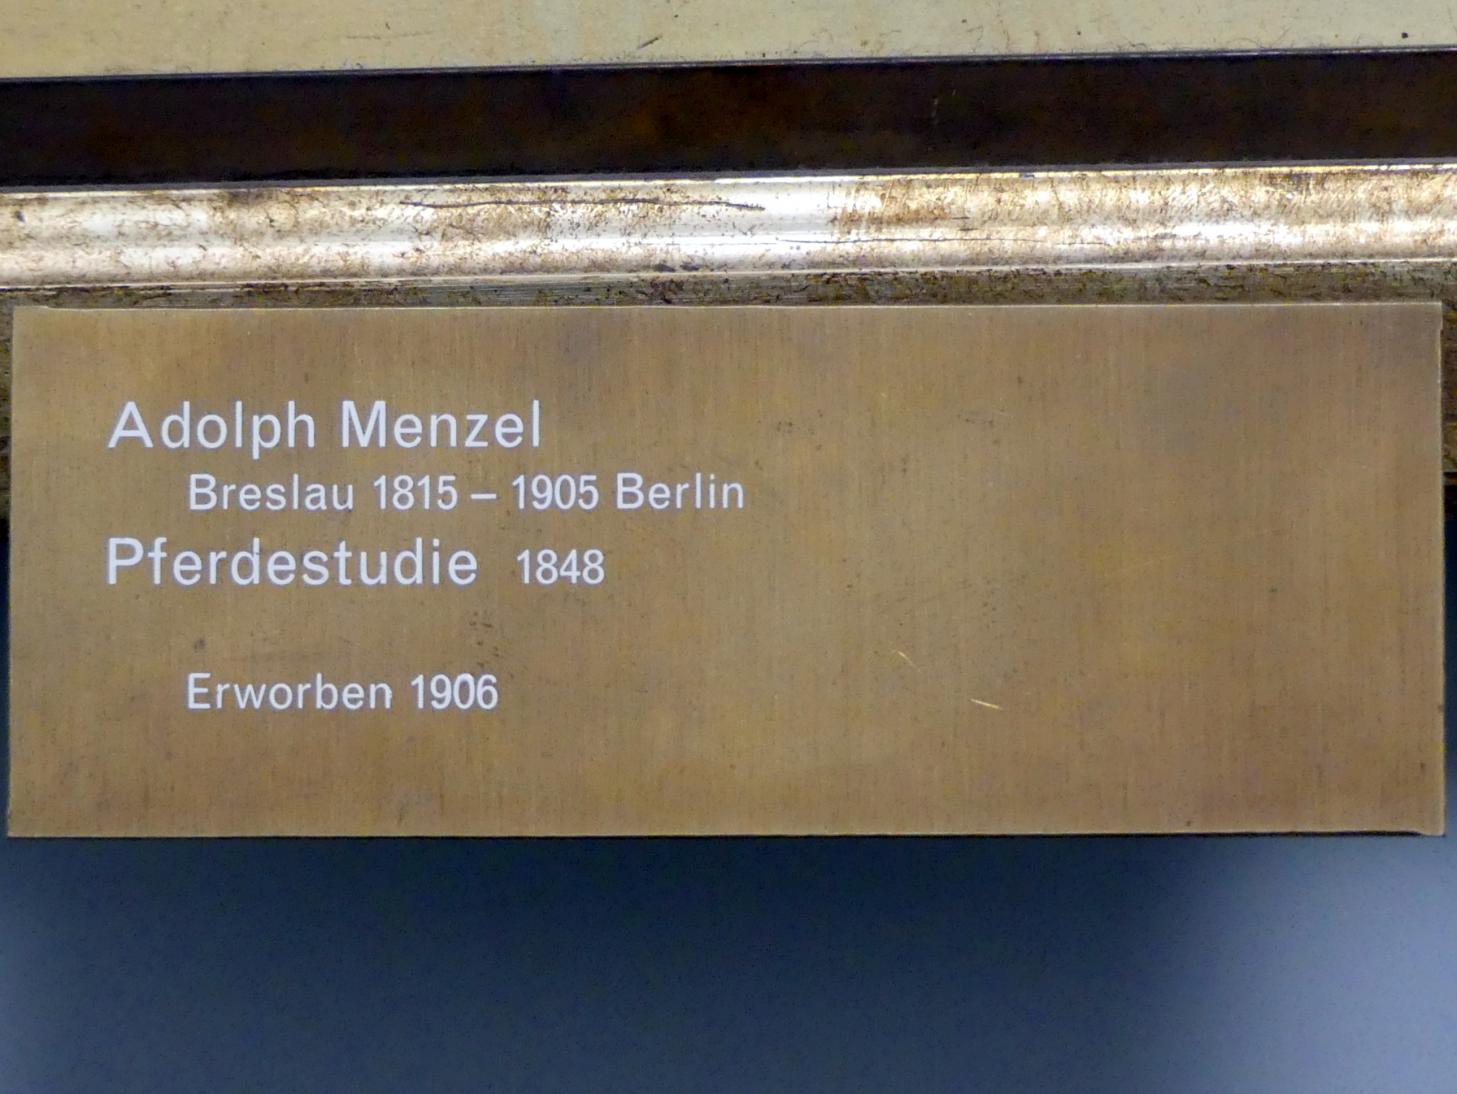 Adolph Menzel
Breslau 1815 – 1905 Berlin
Pferdestudie 1848
Erworben 1906